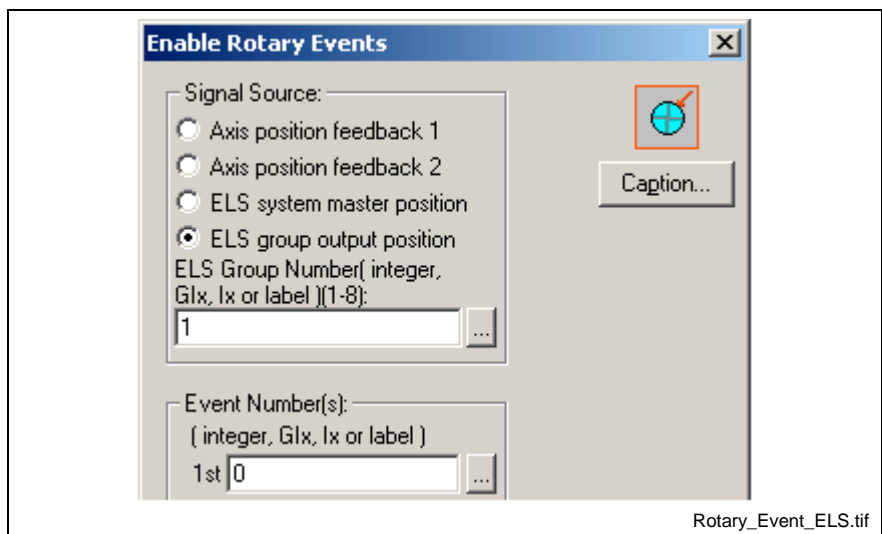 Enable Rotary Events
Signal Source:
Axis position feedback 1
Axis position feedback 2
ELS system master position
ELS group output position
ELS Group Number( integer,
GIx, Ix or label )(1-8):
1
...
Caption...
Event Number(s):
( integer, GIx, Ix or label )
1st 0
...
Rotary_Event_ELS.tif